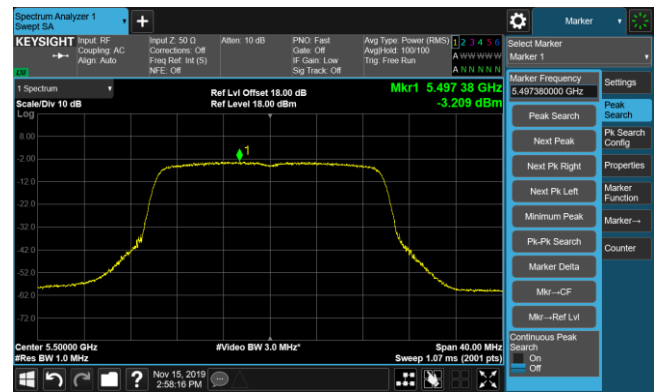 Spectrum Analyzer 1
Swept SA
+
Marker
KEYSIGHT
Input: RF
Coupling: AC
Align: Auto
Input Z: 50 Ω
Corrections: Off
Freq Ref: Int (S)
NFE: Off
Atten: 10 dB
PNO: Fast
Gate: Off
IF Gain: Low
Sig Track: Off
Avg Type: Power (RMS)
Avg|Hold: 100/100
Trig: Free Run
1 2 3 4 5 6
A W W W W W
A N N N N N
LXI
Select Marker
Marker 1
1 Spectrum
Scale/Div 10 dB
Log
Ref Lvl Offset 18.00 dB
Ref Level 18.00 dBm
Mkr1 5.497 38 GHz
-3.209 dBm
8.00
-2.00
-12.0
-22.0
-32.0
-42.0
-52.0
-62.0
-72.0
1
Center 5.50000 GHz
#Res BW 1.0 MHz
#Video BW 3.0 MHz*
Span 40.00 MHz
Sweep 1.07 ms (2001 pts)
Marker Frequency
5.497380000 GHz
Peak Search
Next Peak
Next Pk Right
Next Pk Left
Minimum Peak
Pk-Pk Search
Marker Delta
Mkr→CF
Mkr→Ref Lvl
Continuous Peak
Search
On
Off
Settings
Peak
Search
Pk Search
Config
Properties
Marker
Function
Marker→
Counter
?
Nov 15, 2019
2:58:16 PM